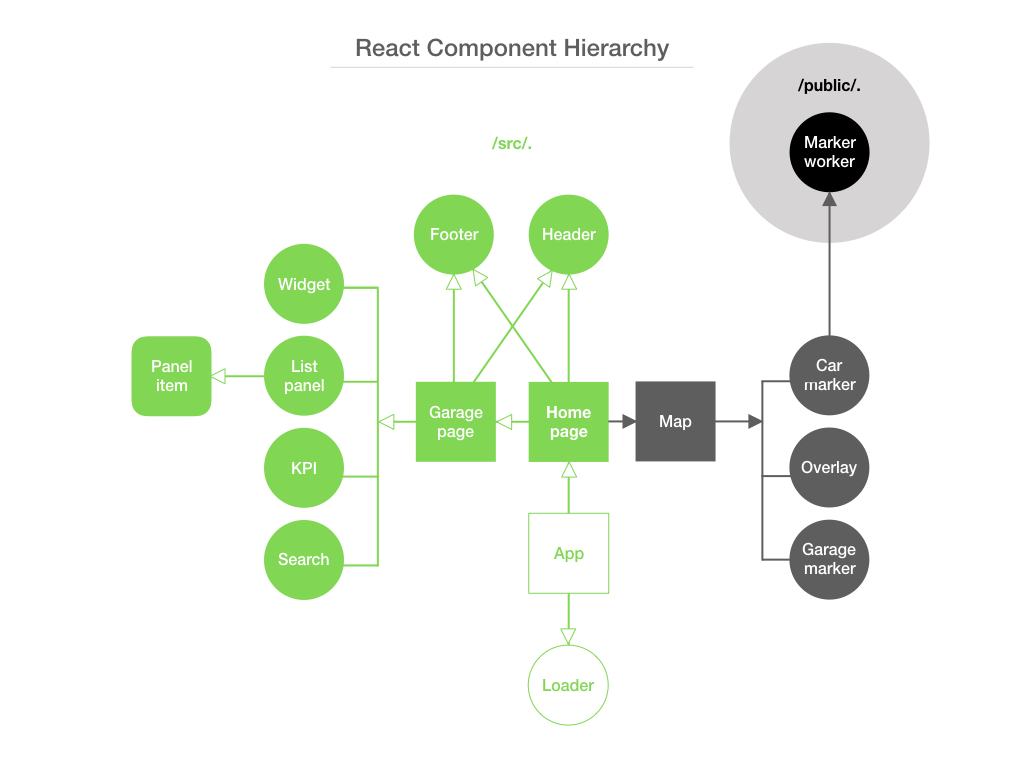 React Component Hierarchy
/public/.
Marker
worker
/src/.
Footer
Header
Widget
Panel
item
List
panel
Garage
page
Home
page
Map
Car
marker
KPI
Overlay
Search
App
Garage
marker
Loader